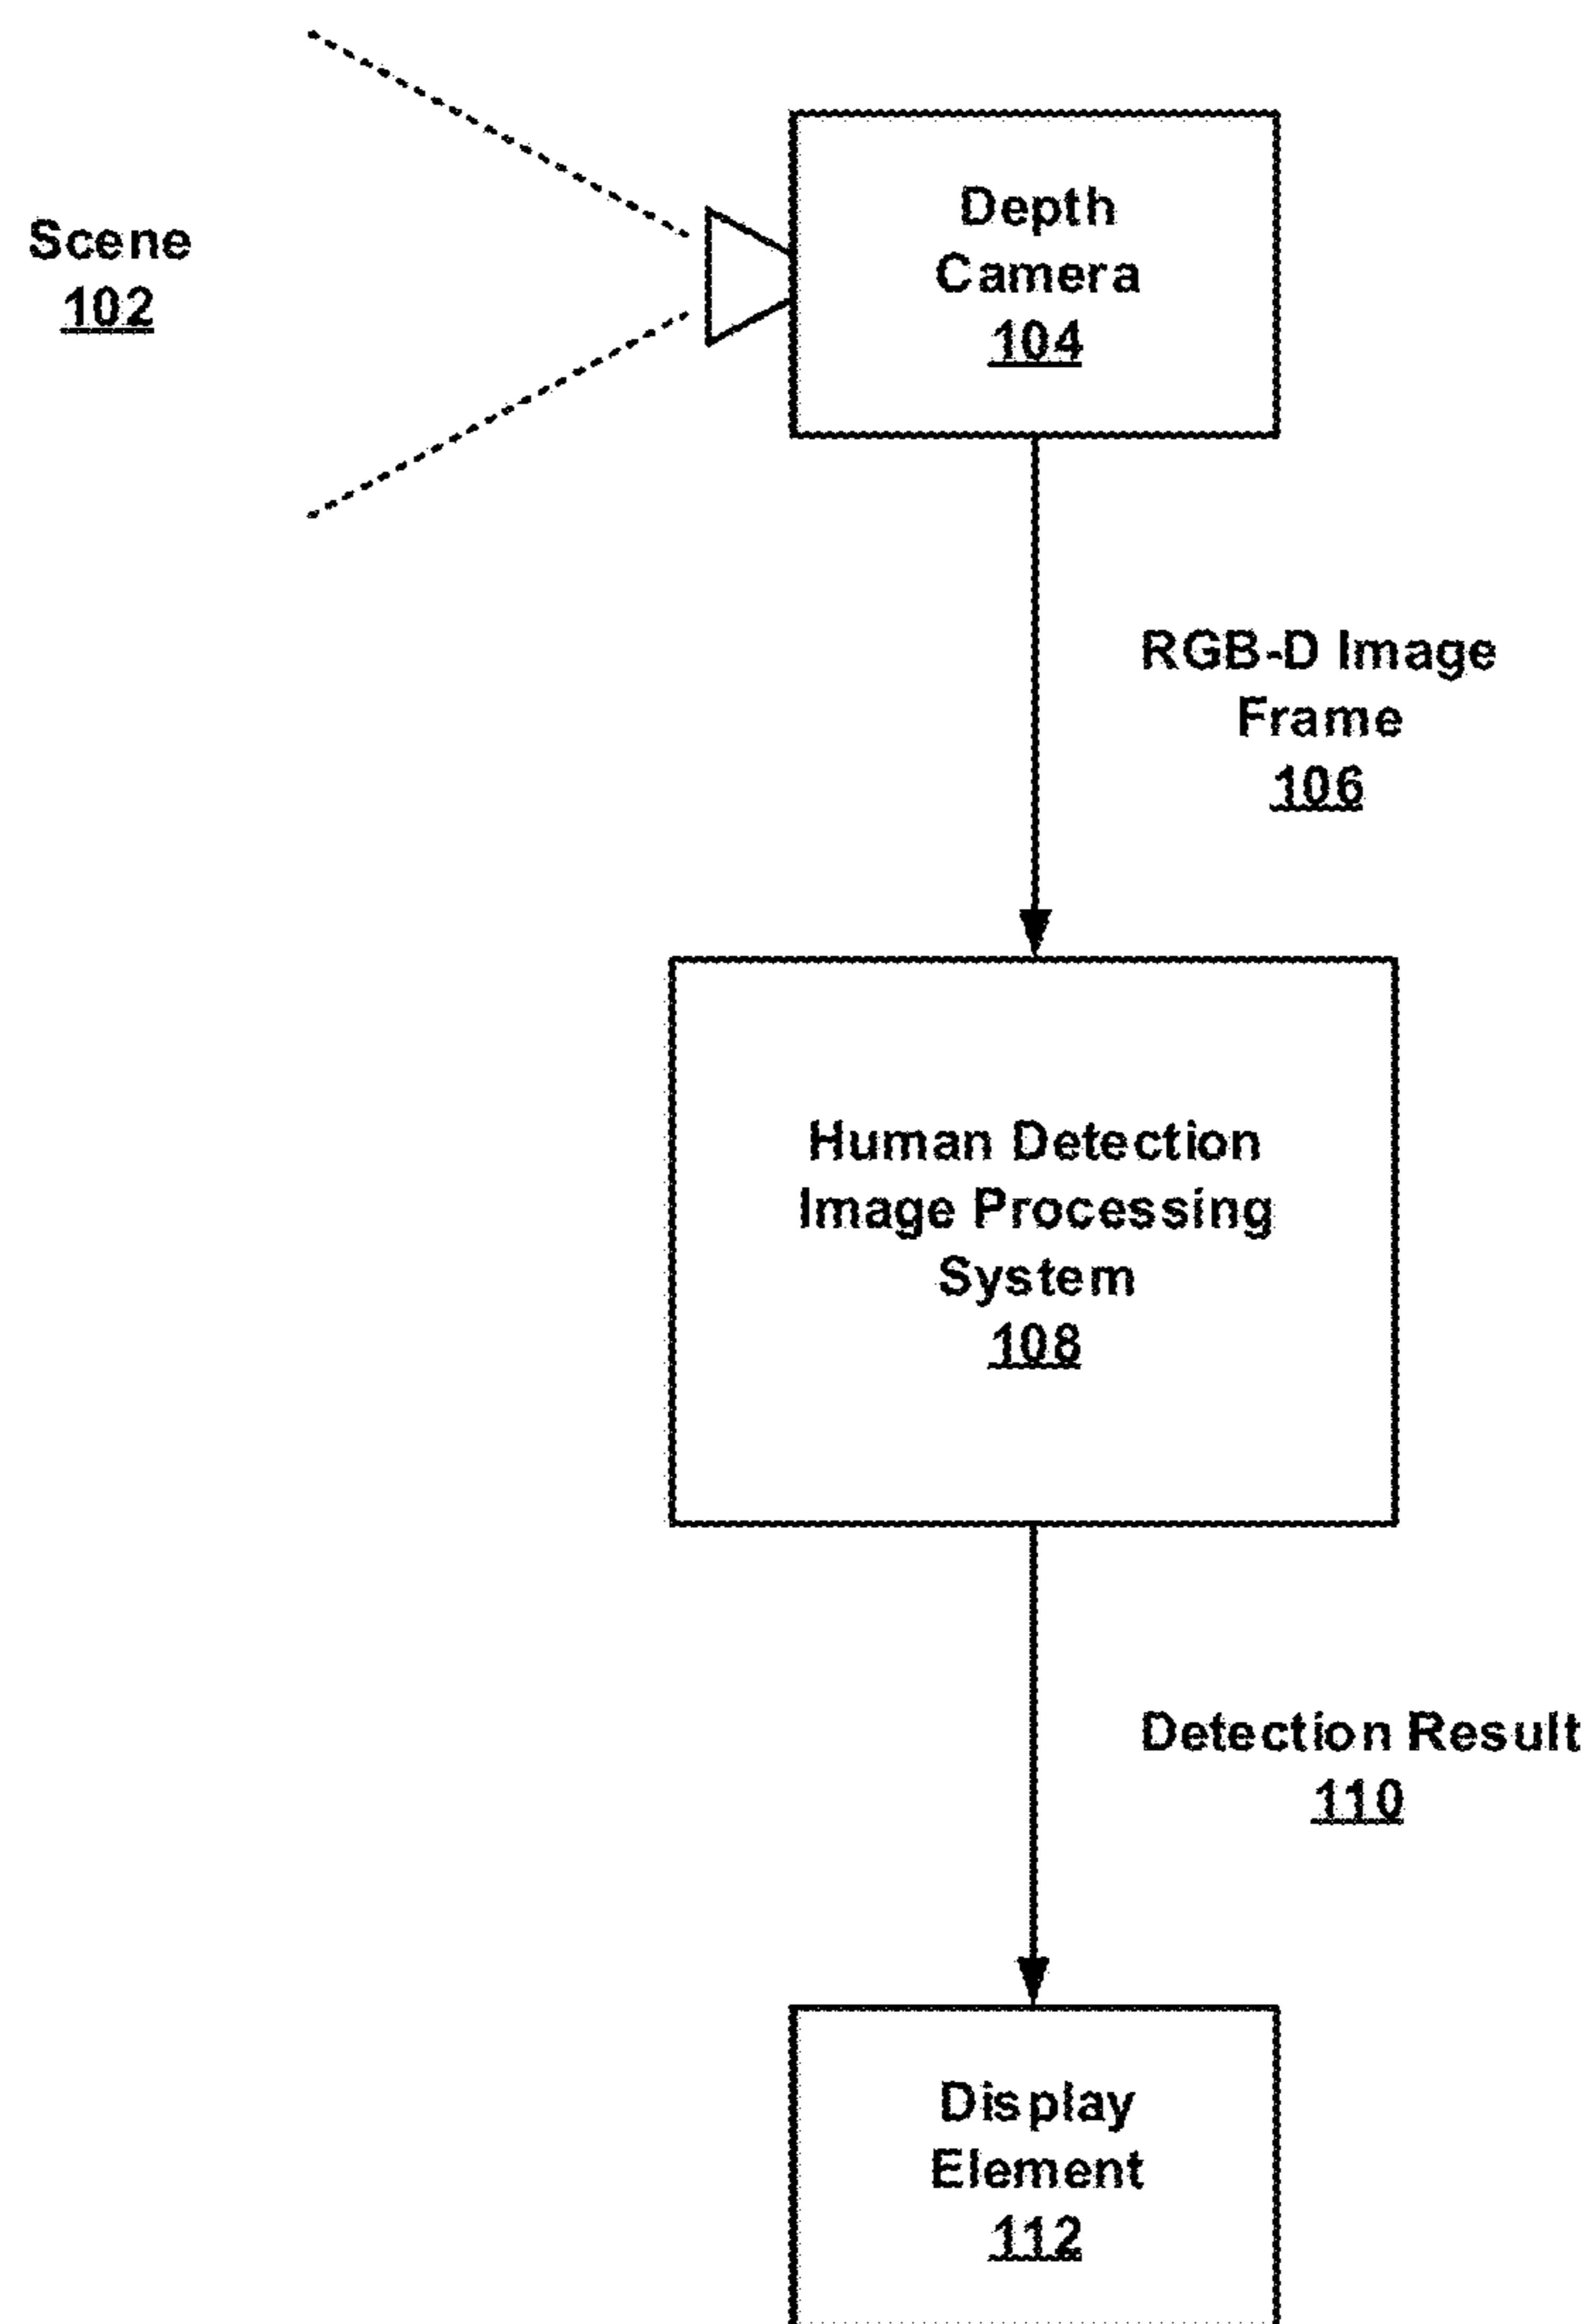 Scene
102
Depth
Camera
104
RGB-D Image
Frame
106
Human Detection
Image Processing
System
108
Detection Result
110
Display
Element
112